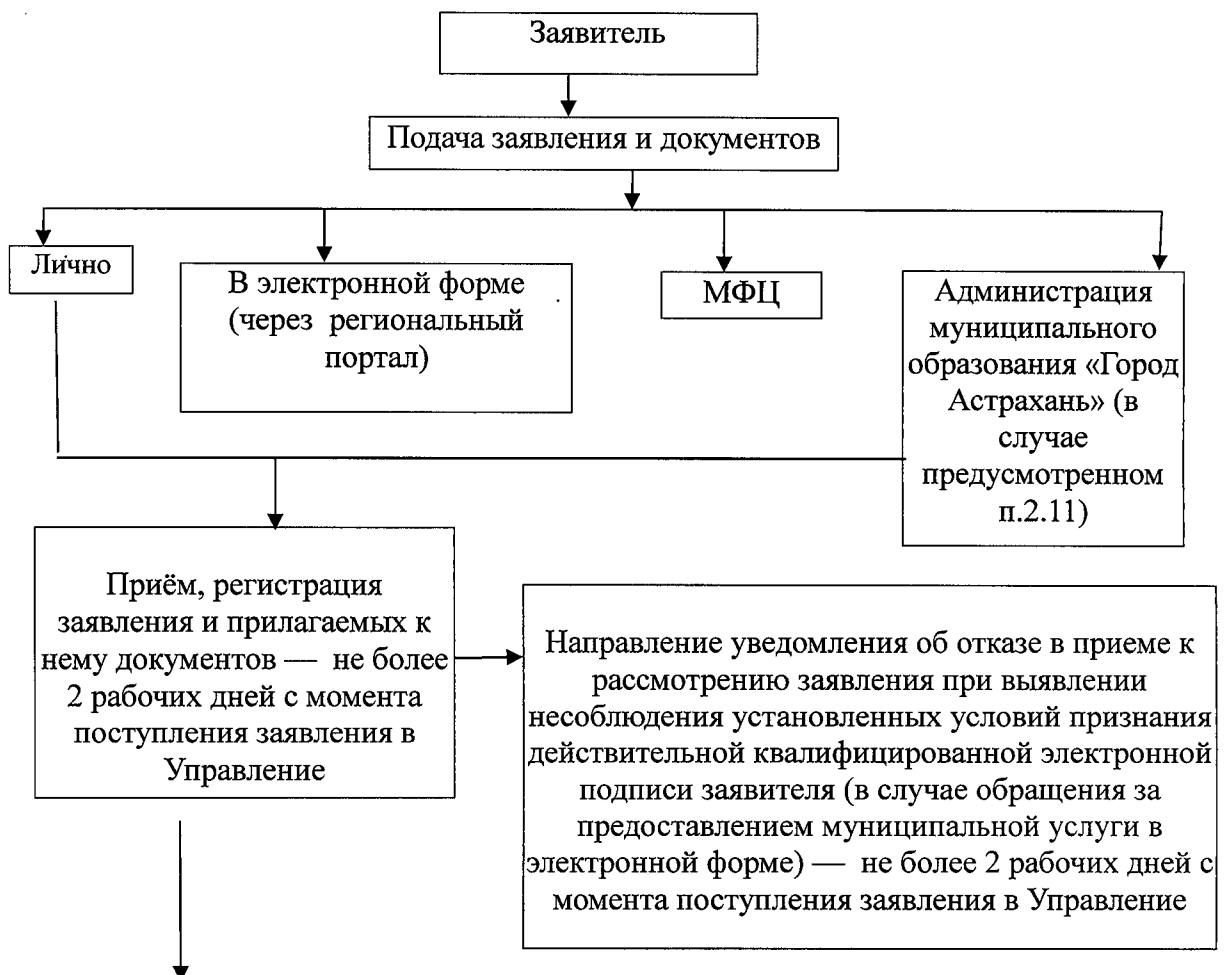 Заявитель
Подача заявления и документов
Лично
В электронной форме
(через региональный
портал)
МФЦ
Администрация
муниципального
образования «Город
Астрахань» (в
случае
предусмотренном
п.2.11)
Приём, регистрация
заявления и прилагаемых к
нему документов — не более
2 рабочих дней с момента
поступления заявления в
Управление
Направление уведомления об отказе в приеме к
рассмотрению заявления при выявлении
несоблюдения установленных условий признания
действительной квалифицированной электронной
подписи заявителя (в случае обращения за
предоставлением муниципальной услуги в
электронной форме) — не более 2 рабочих дней с
момента поступления заявления в Управление